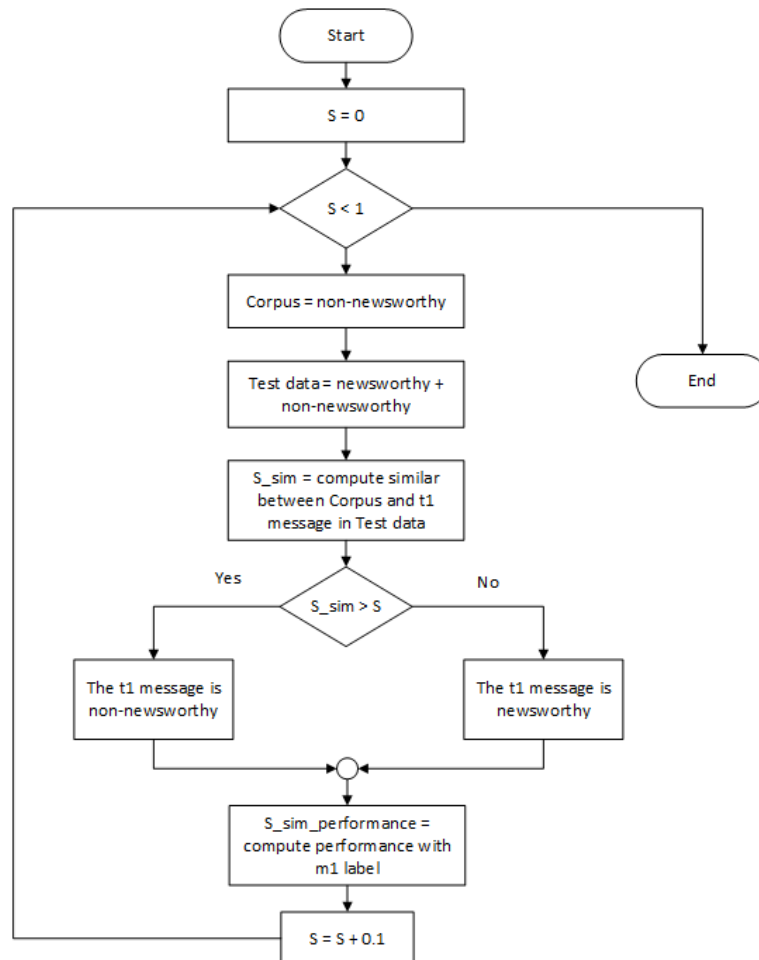 Start
S = 0
S < 1
Corpus = non-newsworthy
Test data = newsworthy +
non-newsworthy
End
S_sim = compute similar
between Corpus and t1
message in Test data
Yes
No
S_sim > S
The t1 message is
non-newsworthy
The t1 message is
newsworthy
S_sim_performance =
compute performance with
m1 label
S = S + 0.1